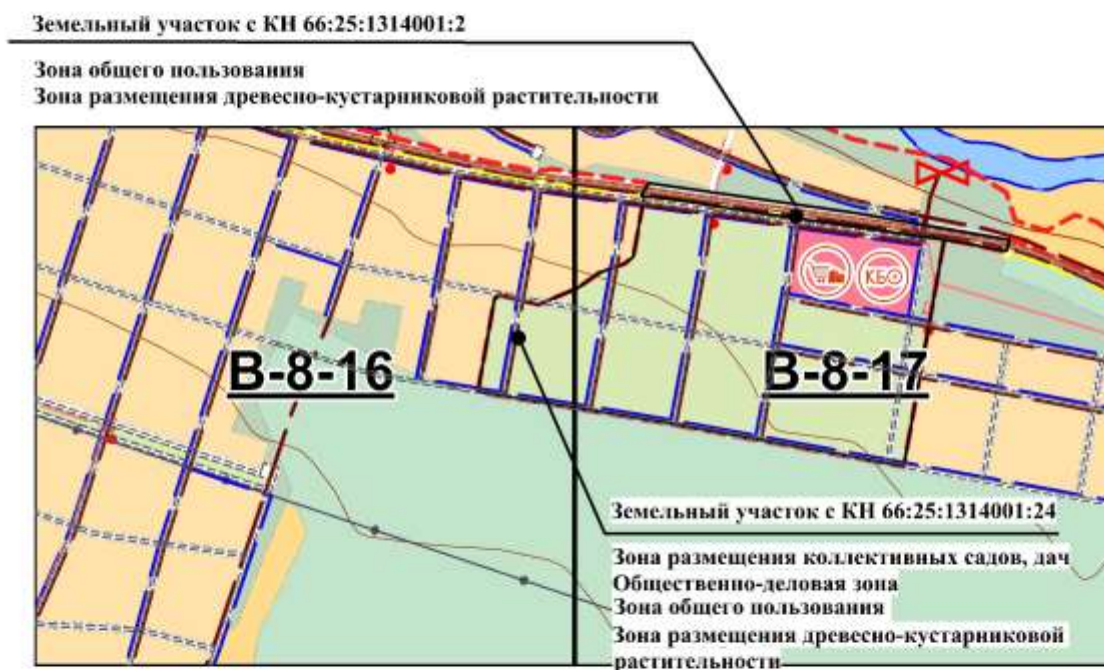 Земельный участок с КН 66:25:1314001:2
Зона общего пользования
Зона размещения древесно-кустарниковой растительности
КБО
В-8-16
В-8-17
Земельный участок с КН 66:25:1314001:24
Зона размещения коллективных садов, дач
Общественно-деловая зона
Зона общего пользования
Зона размещения древесно-кустарниковой
растительности